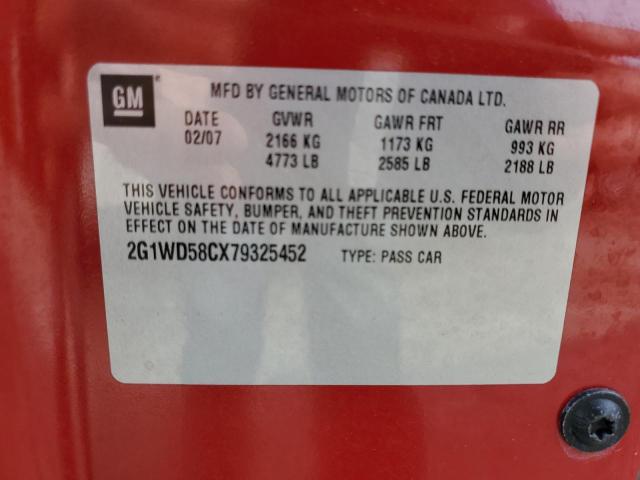 GM
MFD BY GENERAL MOTORS OF CANADA LTD.
DATE GVWR GAWR FRT GAWR RR
02/07 2166 KG 1173 KG 993 KG
4773 LB 2585 LB 2188 LB
THIS VEHICLE CONFORMS TO ALL APPLICABLE U.S. FEDERAL MOTOR
VEHICLE SAFETY, BUMPER, AND THEFT PREVENTION STANDARDS IN
EFFECT ON THE DATE OF MANUFACTURE SHOWN ABOVE.
2G1WD58CX79325452 TYPE: PASS CAR